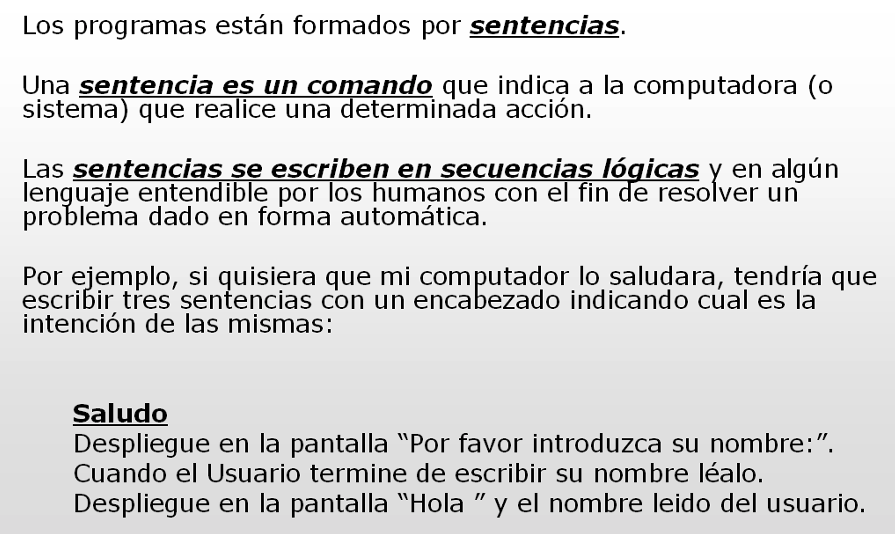 Los programas están formados por sentencias.
Una sentencia es un comando que indica a la computadora (o
sistema) que realice una determinada acción.
Las sentencias se escriben en secuencias lógicas y en algún
lenguaje entendible por los humanos con el fin de resolver un
problema dado en forma automática.
Por ejemplo, si quisiera que mi computador lo saludara, tendría que
escribir tres sentencias con un encabezado indicando cual es la
intención de las mismas:
Saludo
Despliegue en la pantalla “Por favor introduzca su nombre:”.
Cuando el Usuario termine de escribir su nombre léalo.
Despliegue en la pantalla “Hola ” y el nombre leido del usuario.